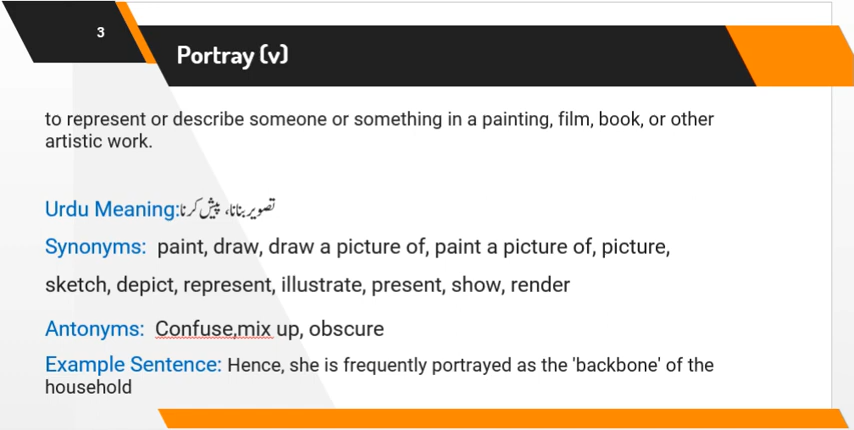 3
Portray (v)
to represent or describe someone or something in a painting, film, book, or other
artistic work.
Urdu Meaning:تصویر بنانا، پیش کرنا
Synonyms: paint, draw, draw a picture of, paint a picture of, picture,
sketch, depict, represent, illustrate, present, show, render
Antonyms: Confuse,mix up, obscure
Example Sentence: Hence, she is frequently portrayed as the 'backbone' of the
household